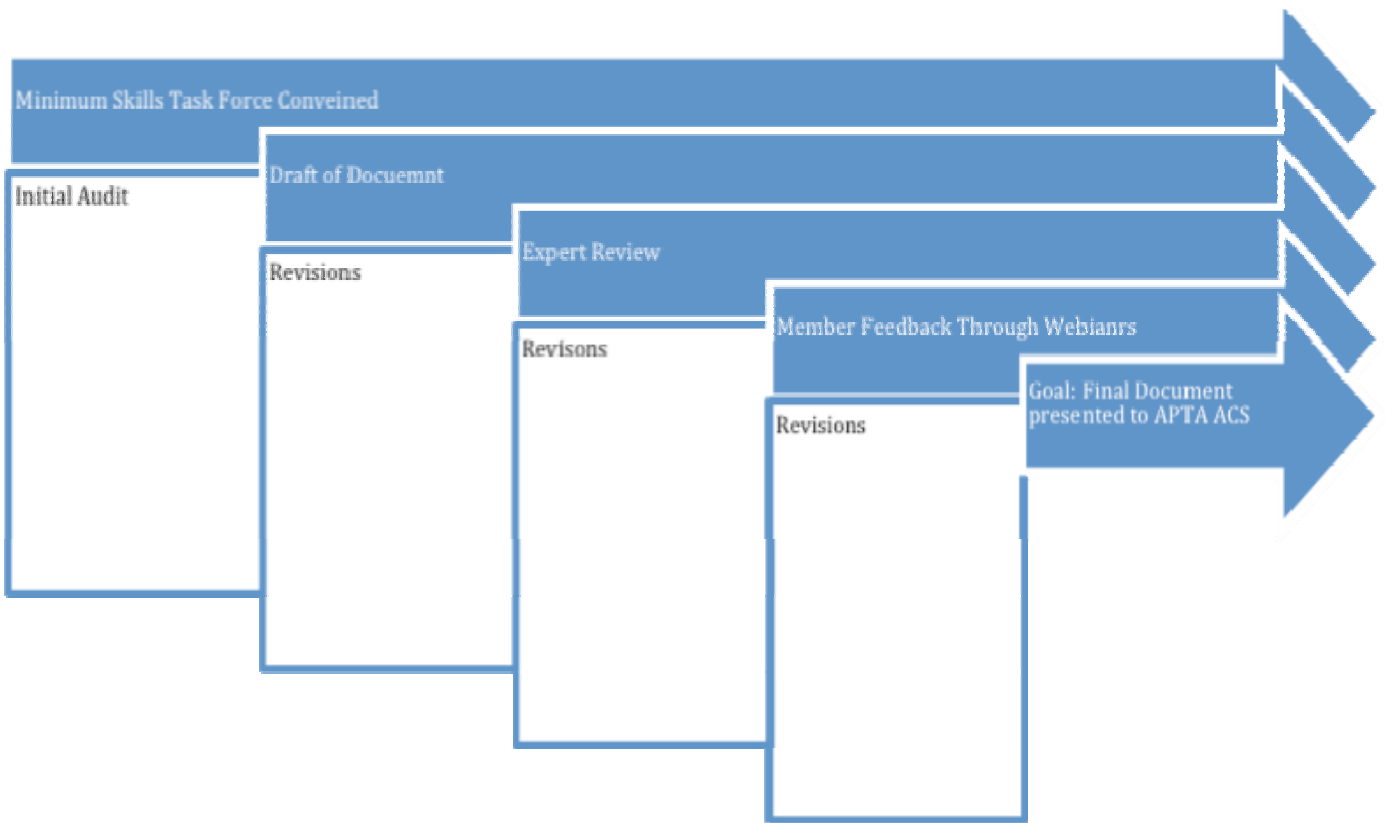 Minimum Skills Task Force Conveined
Initial Audit
Draft of Docuemnt
Revisions
Expert Review
Revisons
Member Feedback Through Webianrs
Revisions
Goal: Final Document
presented to APTA ACS